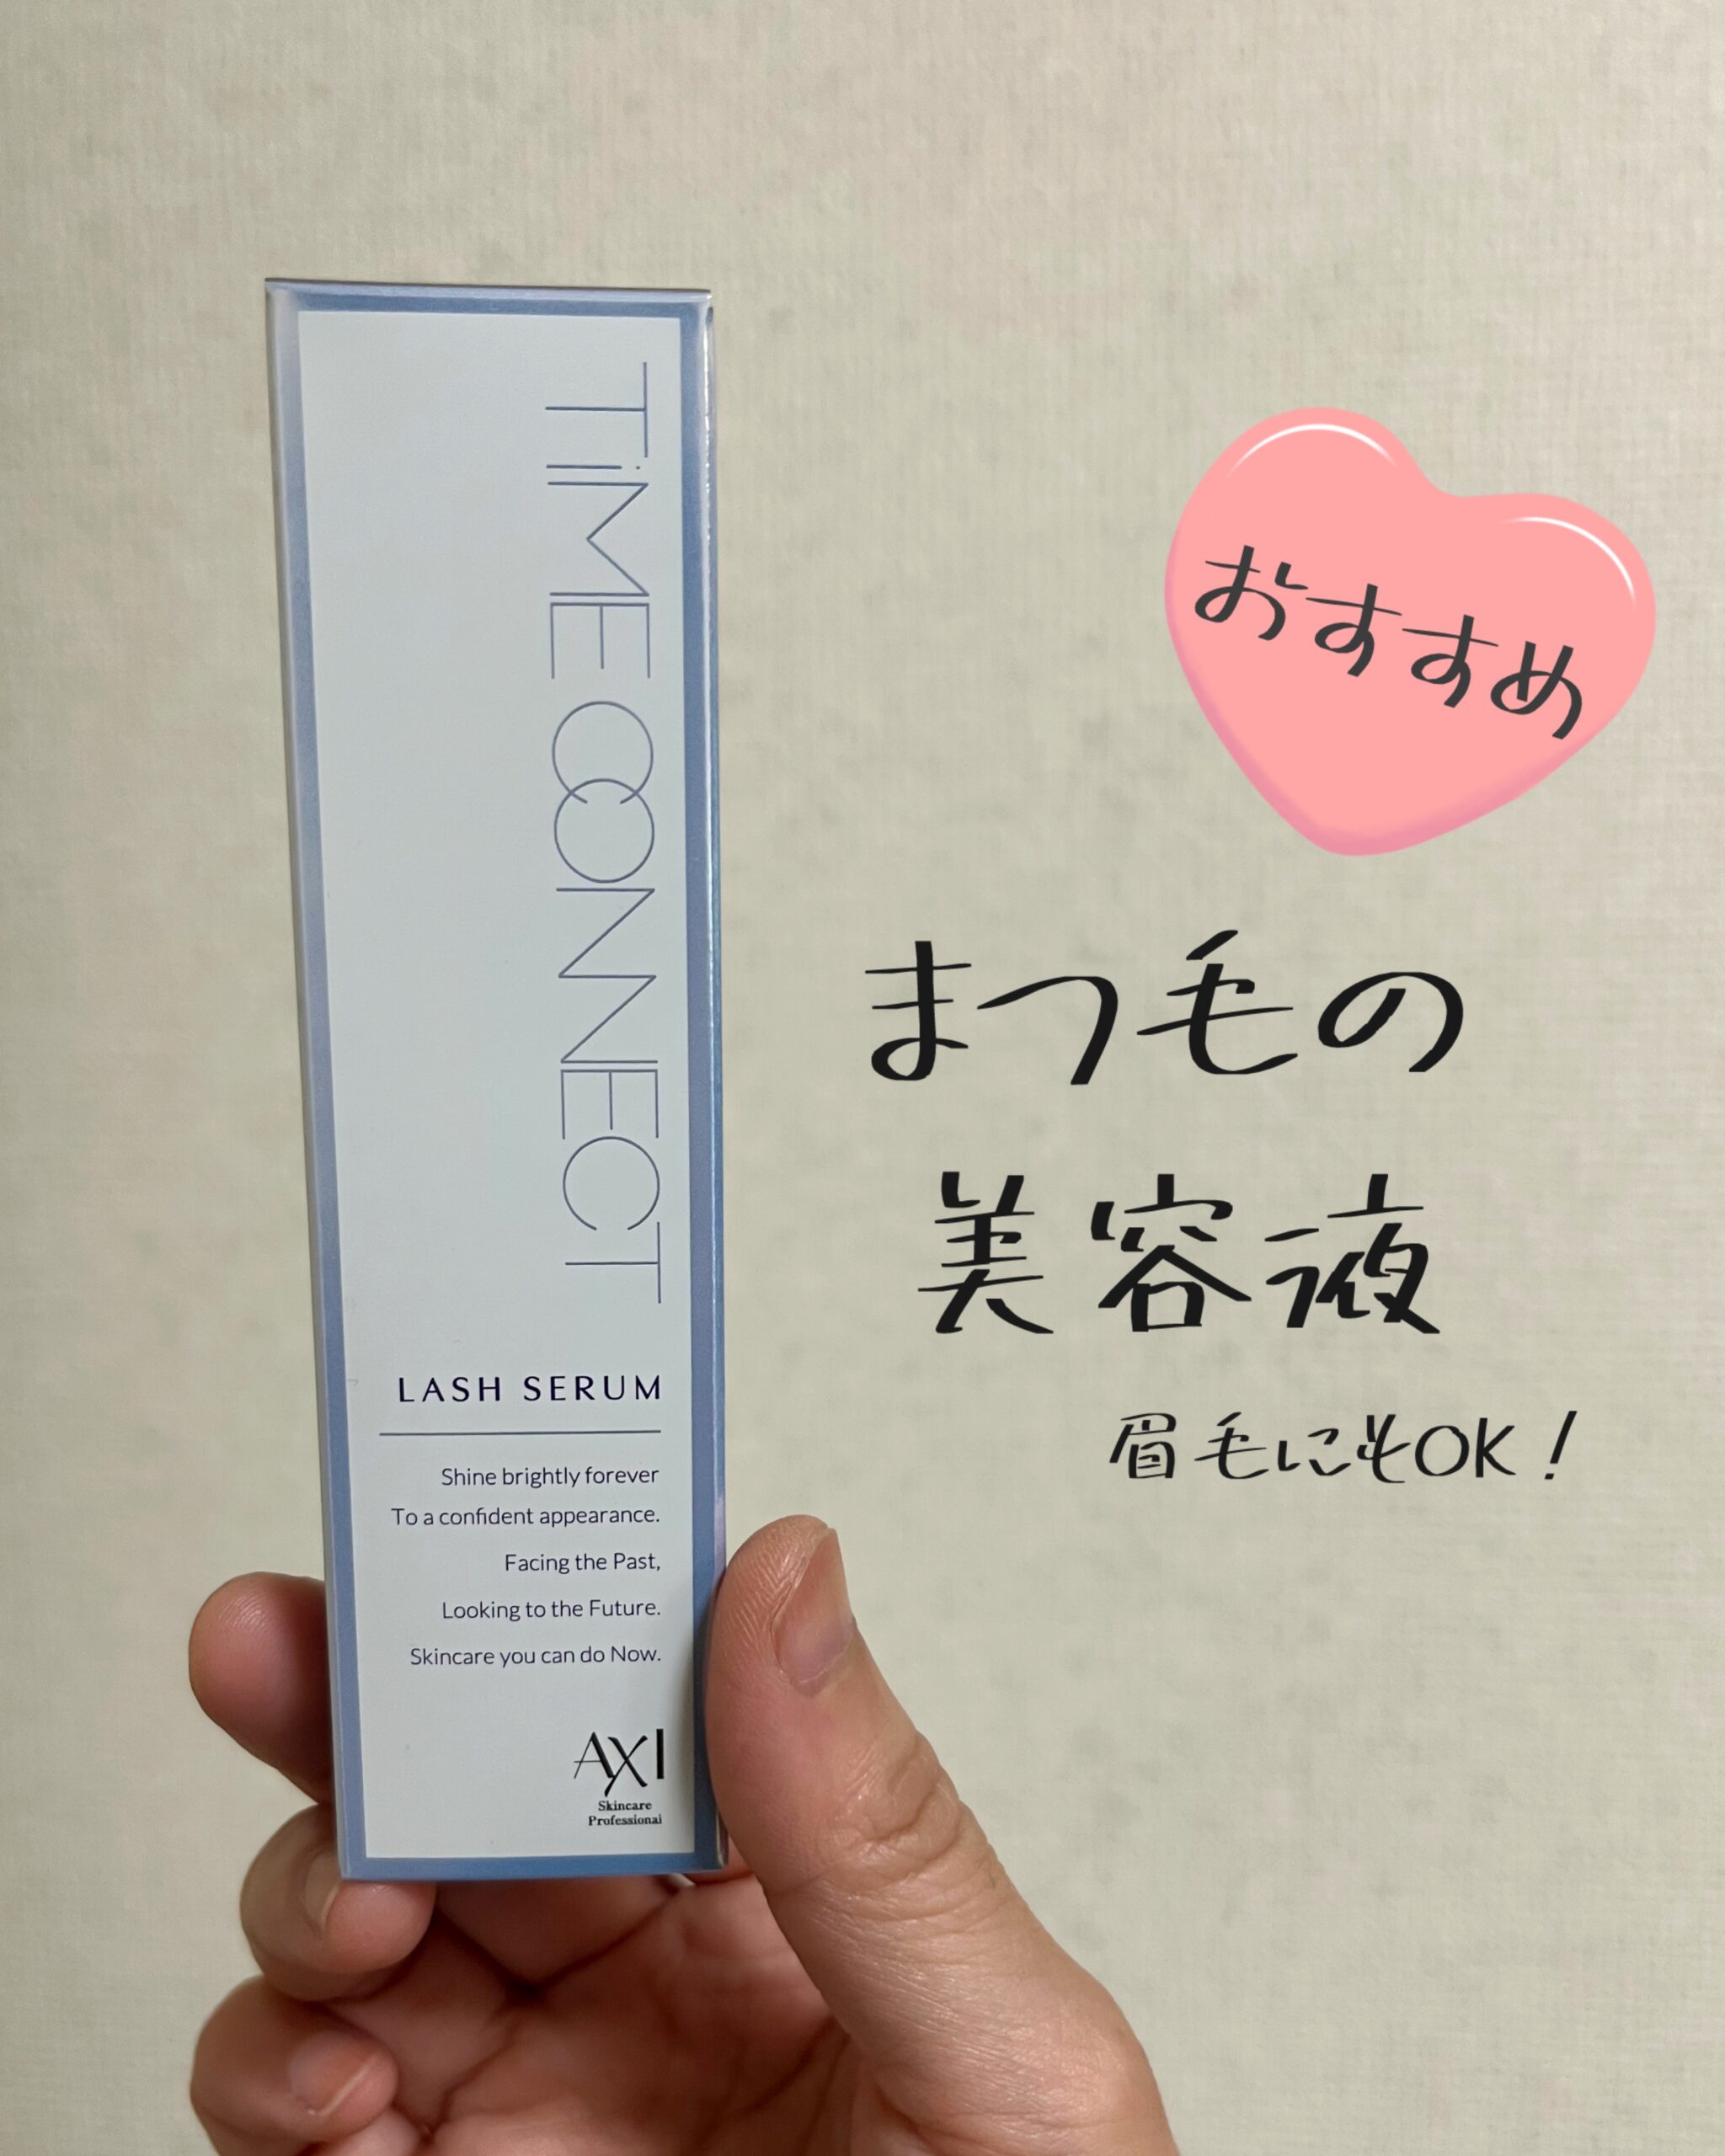 TiME CONNECT
LASH SERUM
Shine brightly forever
To a confident appearance.
Facing the Past,
Looking to the Future.
Skincare you can do Now.
AXI
Skincare
Professional
おすすめ
まつ毛の
美容液
眉毛にもOK！